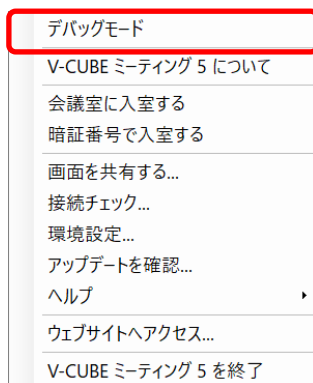 デバッグモード
V-CUBE ミーティング 5 について
会議室に入室する
暗証番号で入室する
画面を共有する...
接続チェック...
環境設定...
アップデートを確認...
ヘルプ
ウェブサイトへアクセス...
V-CUBE ミーティング 5 を終了